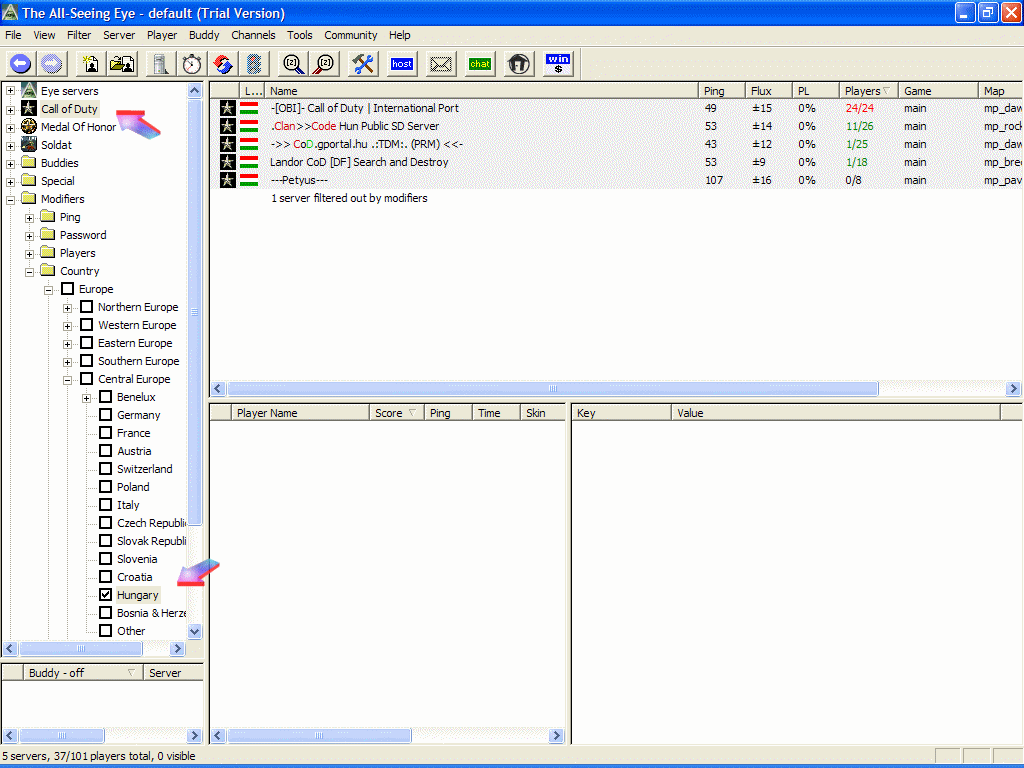 The All-Seeing Eye - default (Trial Version)
File View Filter Server Player Buddy Channels Tools Community Help
host chat win $
Eye servers
Call of Duty
Medal Of Honor
Soldat
Buddies
Special
Modifiers
Ping
Password
Players
Country
Europe
Northern Europe
Western Europe
Eastern Europe
Southern Europe
Central Europe
Benelux
Germany
France
Austria
Switzerland
Poland
Italy
Czech Republi
Slovak Republi
Slovenia
Croatia
Hungary
Bosnia & Herze
Other
L... Name Ping Flux PL Players Game Map
-[OBI]- Call of Duty | International Port 49 ±15 0% 24/24 main mp_daw
.Clan>>Code Hun Public SD Server 53 ±14 0% 11/26 main mp_rock
->> CoD.gportal.hu .:TDM:. (PRM) <<- 43 ±12 0% 1/25 main mp_daw
Landor CoD [DF] Search and Destroy 53 ±9 0% 1/18 main mp_bree
---Petyus--- 107 ±16 0% 0/8 main mp_pav
1 server filtered out by modifiers
Player Name Score Ping Time Skin
Key Value
Buddy - off Server
5 servers, 37/101 players total, 0 visible